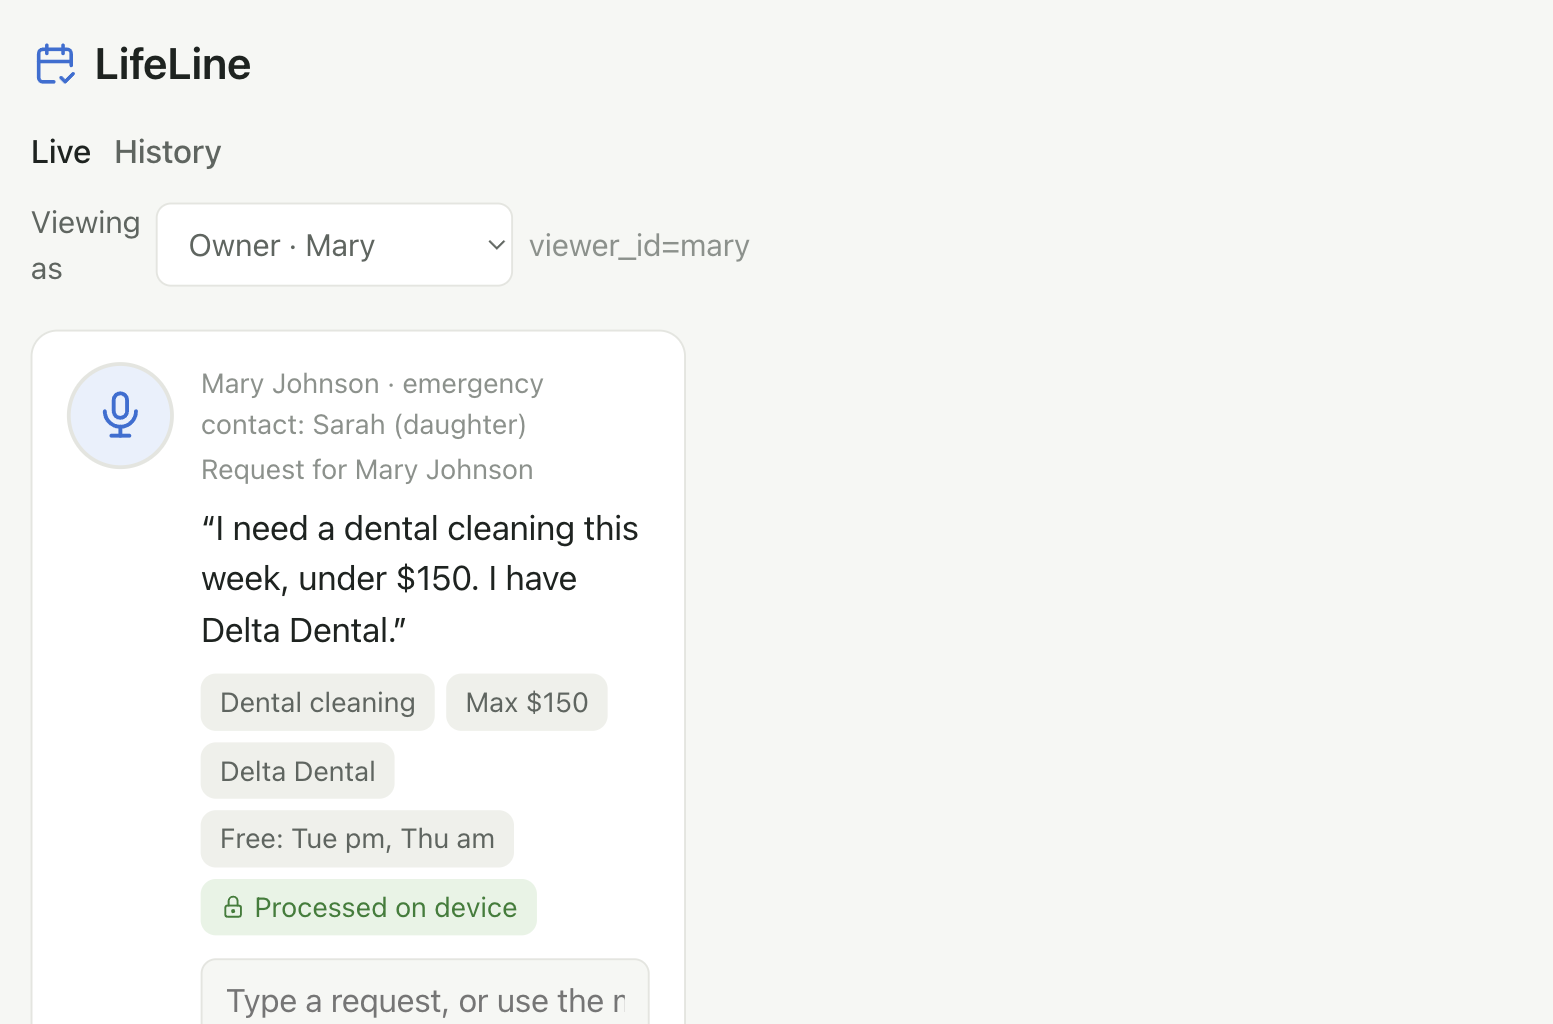 LifeLine
Live History
Viewing
as
Owner · Mary
viewer_id=mary
Mary Johnson · emergency
contact: Sarah (daughter)
Request for Mary Johnson
“I need a dental cleaning this
week, under $150. I have
Delta Dental.”
Dental cleaning
Max $150
Delta Dental
Free: Tue pm, Thu am
Processed on device
Type a request, or use the